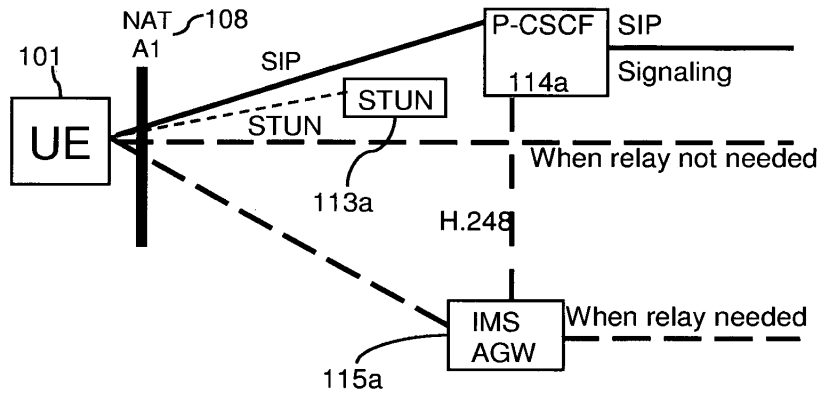 NAT 108
A1
101
UE
SIP
STUN
STUN
113a
P-CSCF
114a
SIP
Signaling
When relay not needed
H.248
IMS
AGW
115a
When relay needed